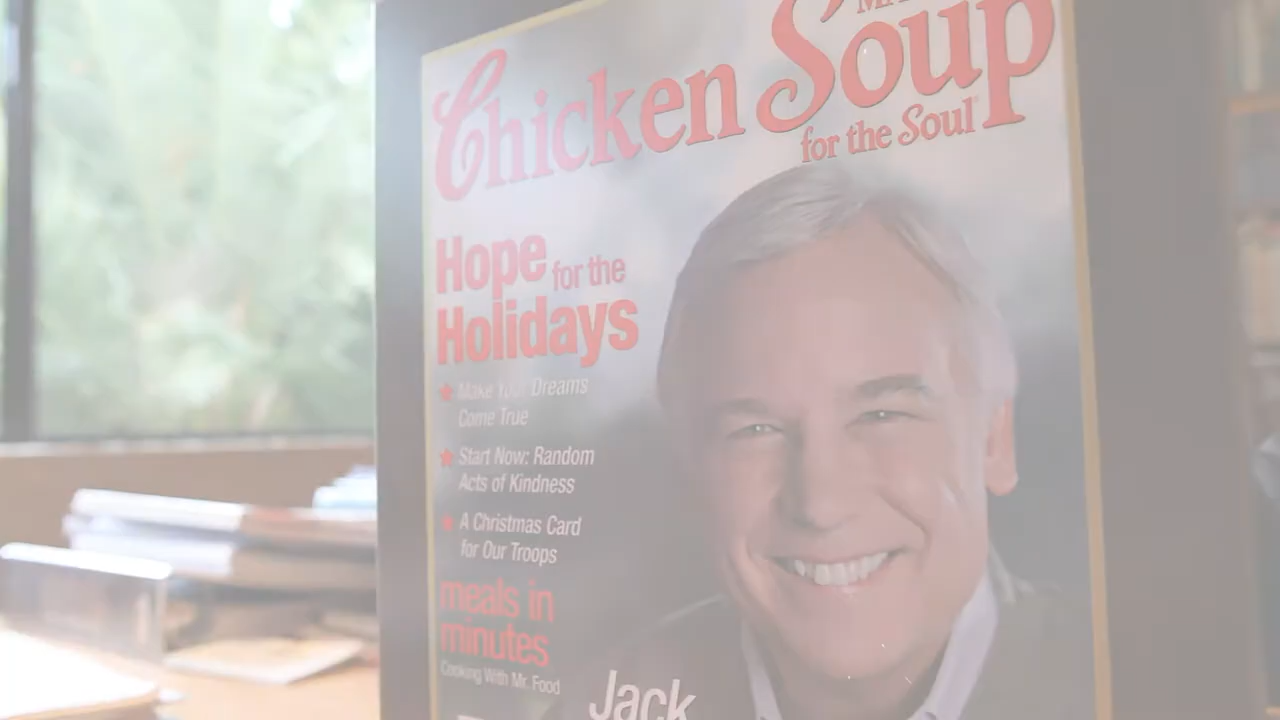 Chicken Soup
for the Soul
Hope for the
Holidays
Make Your Dreams
Come True
Start Now: Random
Acts of Kindness
A Christmas Card
for Our Troops
meals in
minutes
Cooking With Mr. Food
Jack